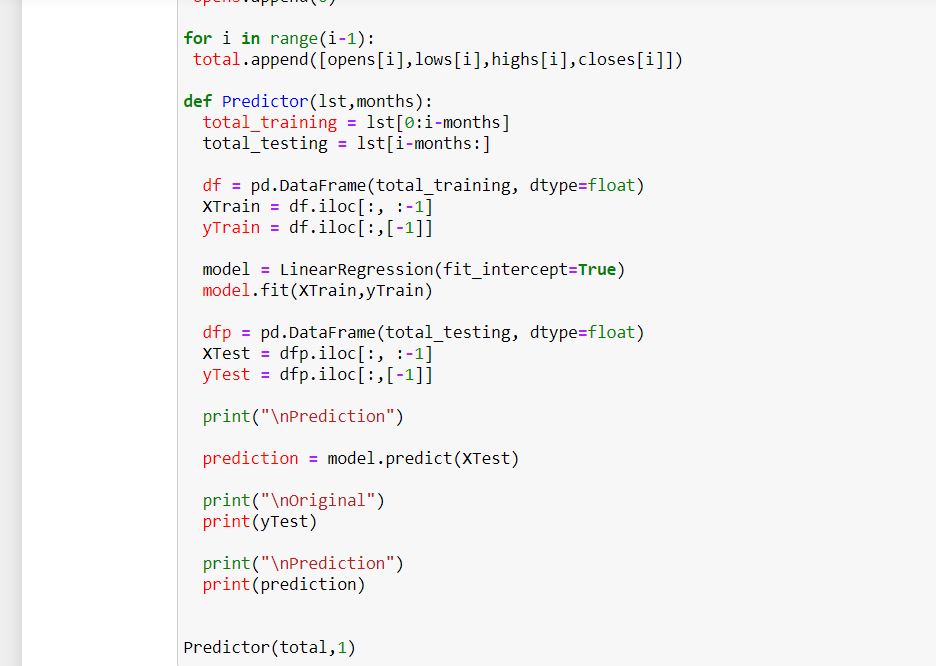 for i in range(i-1):
 total.append([opens[i],lows[i],highs[i],closes[i]])
def Predictor(lst,months):
  total_training = lst[0:i-months]
  total_testing = lst[i-months:]
  df = pd.DataFrame(total_training, dtype=float)
  XTrain = df.iloc[:, :-1]
  yTrain = df.iloc[:,[-1]]
  model = LinearRegression(fit_intercept=True)
  model.fit(XTrain,yTrain)
  dfp = pd.DataFrame(total_testing, dtype=float)
  XTest = dfp.iloc[:, :-1]
  yTest = dfp.iloc[:,[-1]]
  print("\nPrediction")
  prediction = model.predict(XTest)
  print("\nOriginal")
  print(yTest)
  print("\nPrediction")
  print(prediction)
Predictor(total,1)